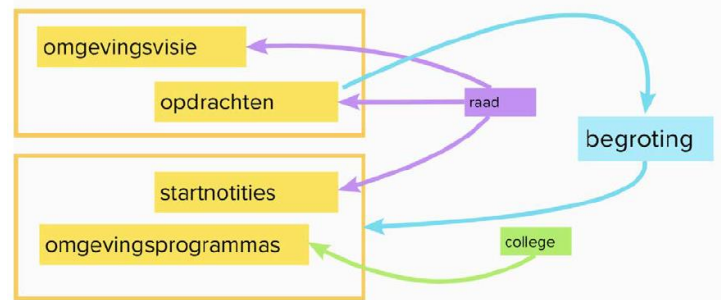 omgevingsvisie
opdrachten
raad
begroting
startnotities
omgevingsprogrammas
college